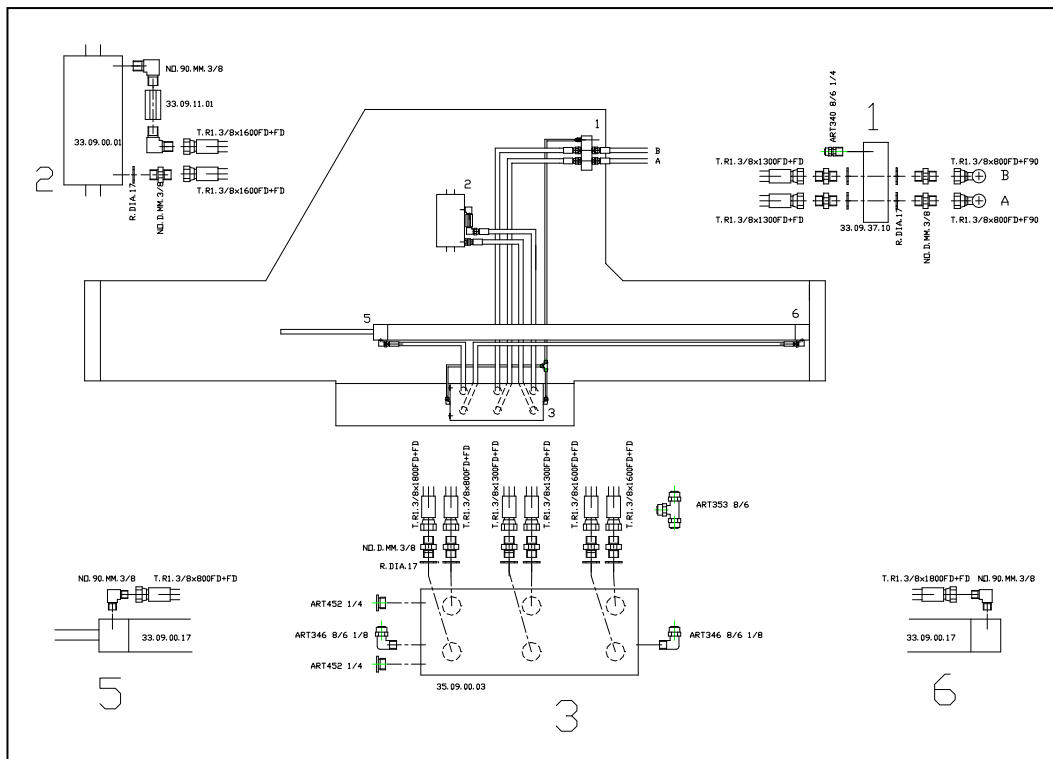 NO.90.MM.3/8
33.09.11.01
T.R1.3/8x1600FD+FD
33.09.00.01
T.R1.3/8x1600FD+FD
R.DIA.17
NO.D.MM.3/8
2
1
B
A
2
5
6
3
ART340 8/6 1/4
1
T.R1.3/8x1300FD+FD
T.R1.3/8x800FD+F90
B
A
T.R1.3/8x1300FD+FD
T.R1.3/8x800FD+F90
33.09.37.10
R.DIA.17
NO.D.MM.3/8
T.R1.3/8x1800FD+FD
T.R1.3/8x800FD+FD
T.R1.3/8x1300FD+FD
T.R1.3/8x1300FD+FD
T.R1.3/8x1600FD+FD
T.R1.3/8x1600FD+FD
ART353 8/6
NO.D.MM.3/8
R.DIA.17
ART452 1/4
ART346 8/6 1/8
ART452 1/4
ART346 8/6 1/8
35.09.00.03
3
NO.90.MM.3/8
T.R1.3/8x800FD+FD
33.09.00.17
5
T.R1.3/8x1800FD+FD
NO.90.MM.3/8
33.09.00.17
6